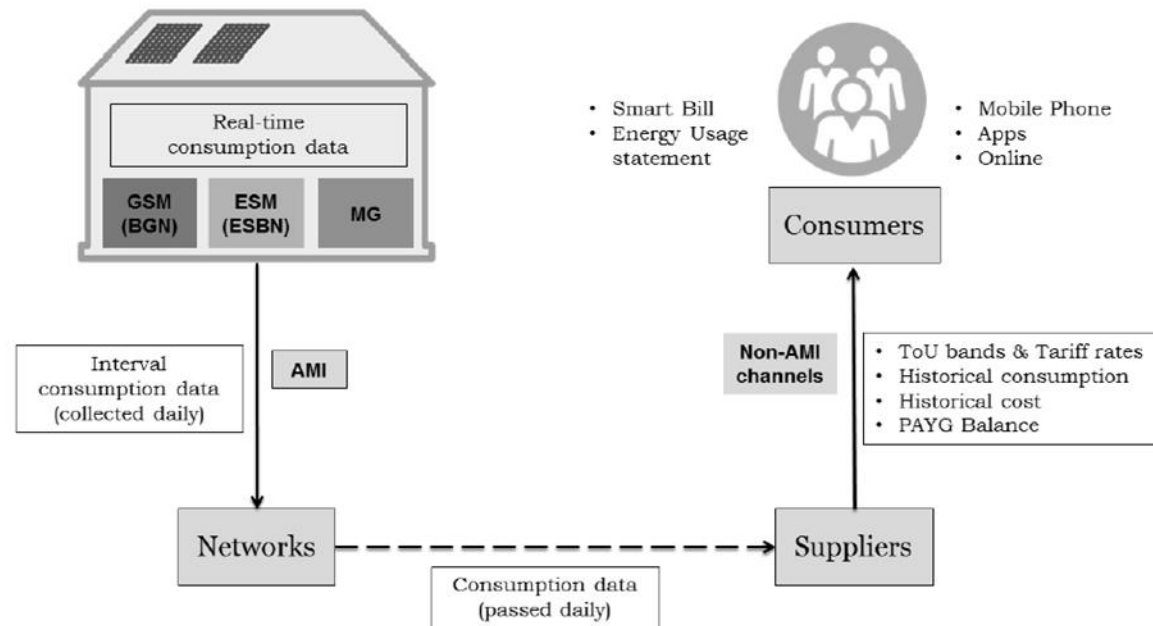 Real-time
consumption data
GSM
(BGN)
ESM
(ESBN)
MG
• Smart Bill
• Energy Usage
statement
• Mobile Phone
• Apps
• Online
Consumers
Interval
consumption data
(collected daily)
AMI
Non-AMI
channels
• ToU bands & Tariff rates
• Historical consumption
• Historical cost
• PAYG Balance
Networks
Suppliers
Consumption data
(passed daily)